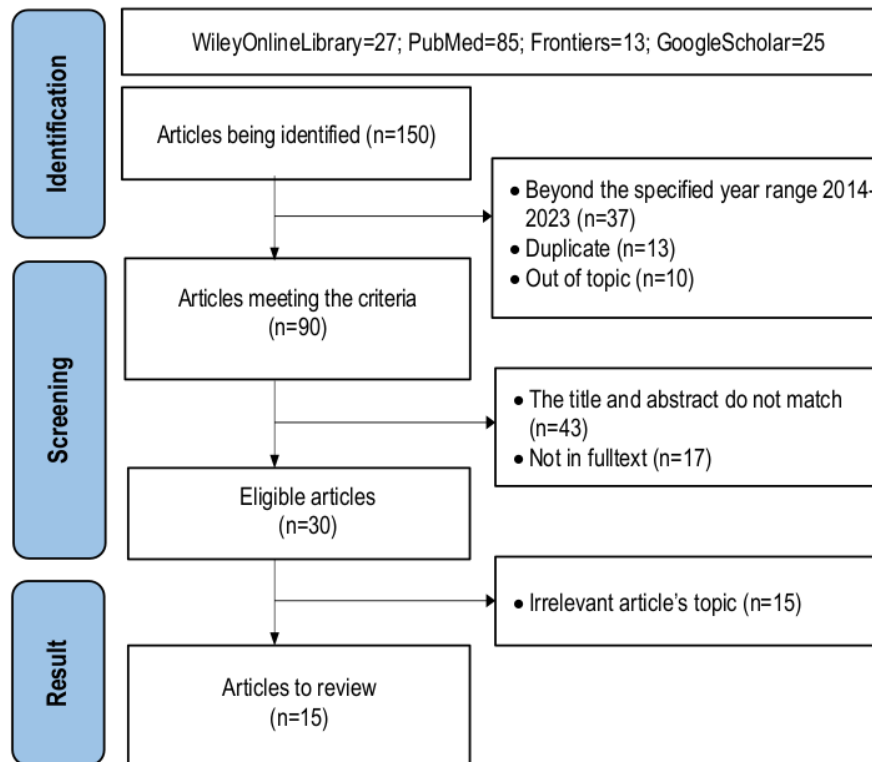 WileyOnlineLibrary=27; PubMed=85; Frontiers=13; GoogleScholar=25
Identification
Articles being identified (n=150)
● Beyond the specified year range 2014-
2023 (n=37)
● Duplicate (n=13)
● Out of topic (n=10)
Screening
Articles meeting the criteria
(n=90)
● The title and abstract do not match
(n=43)
● Not in fulltext (n=17)
Eligible articles
(n=30)
● Irrelevant article's topic (n=15)
Result
Articles to review
(n=15)